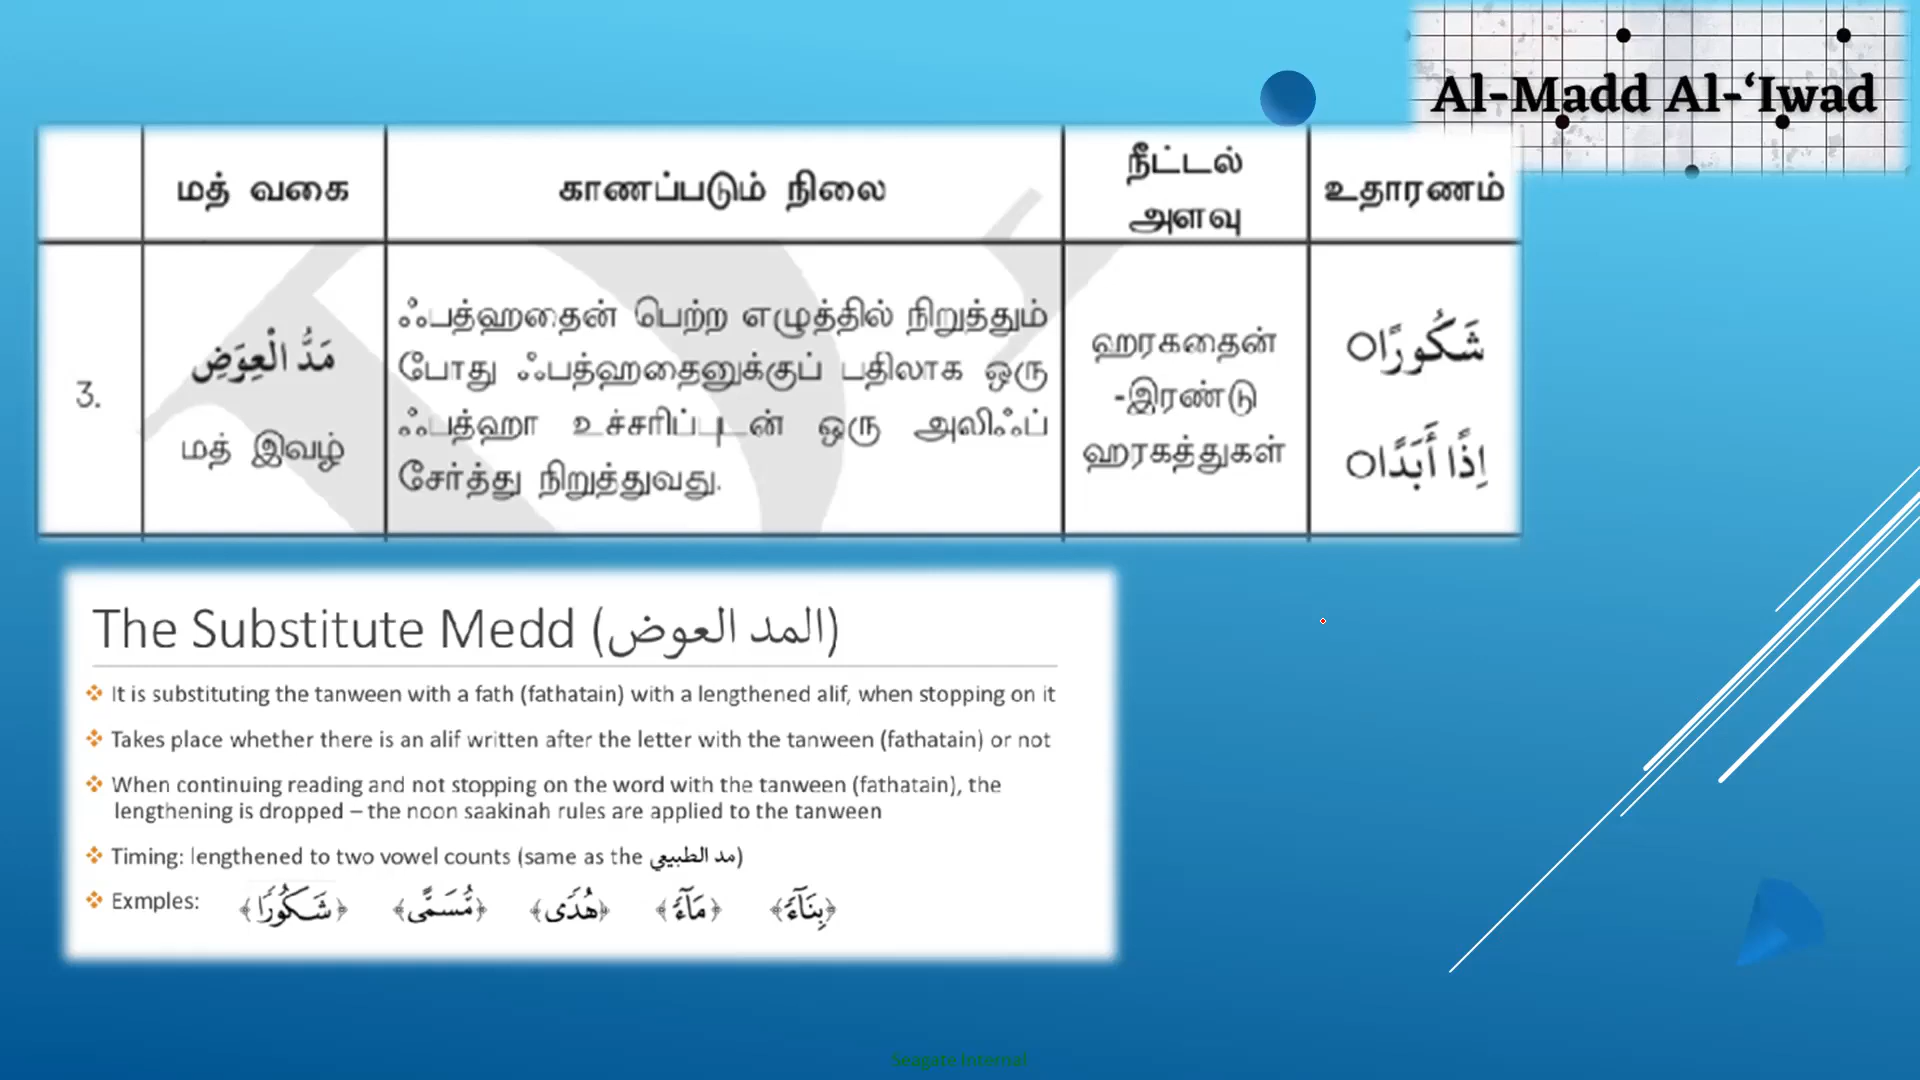 Al-Madd Al-‘Iwad
மத் வகை
காணப்படும் நிலை
நீட்டல்
அளவு
உதாரணம்
3.
مَدُّ الْعِوَضِ
மத் இவழ்
ஃபத்ஹதைன் பெற்ற எழுத்தில் நிறுத்தும்
போது ஃபத்ஹதைனுக்குப் பதிலாக ஒரு
ஃபத்ஹா உச்சரிப்புடன் ஒரு அலிஃப்
சேர்த்து நிறுத்துவது.
ஹரகதைன்
-இரண்டு
ஹரகத்துகள்
شَكُورًا
اِذًا أَبَدًا
The Substitute Medd (المد العوض)
It is substituting the tanween with a fath (fathatain) with a lengthened alif, when stopping on it
Takes place whether there is an alif written after the letter with the tanween (fathatain) or not
When continuing reading and not stopping on the word with the tanween (fathatain), the
lengthening is dropped – the noon saakinah rules are applied to the tanween
Timing: lengthened to two vowel counts (same as the مد الطبيعي)
Exmples: ﴿شَكُورًا﴾ ﴿مُّسَمًّى﴾ ﴿هُدًى﴾ ﴿مَآءً﴾ ﴿بِنَآءً﴾
Seagate Internal